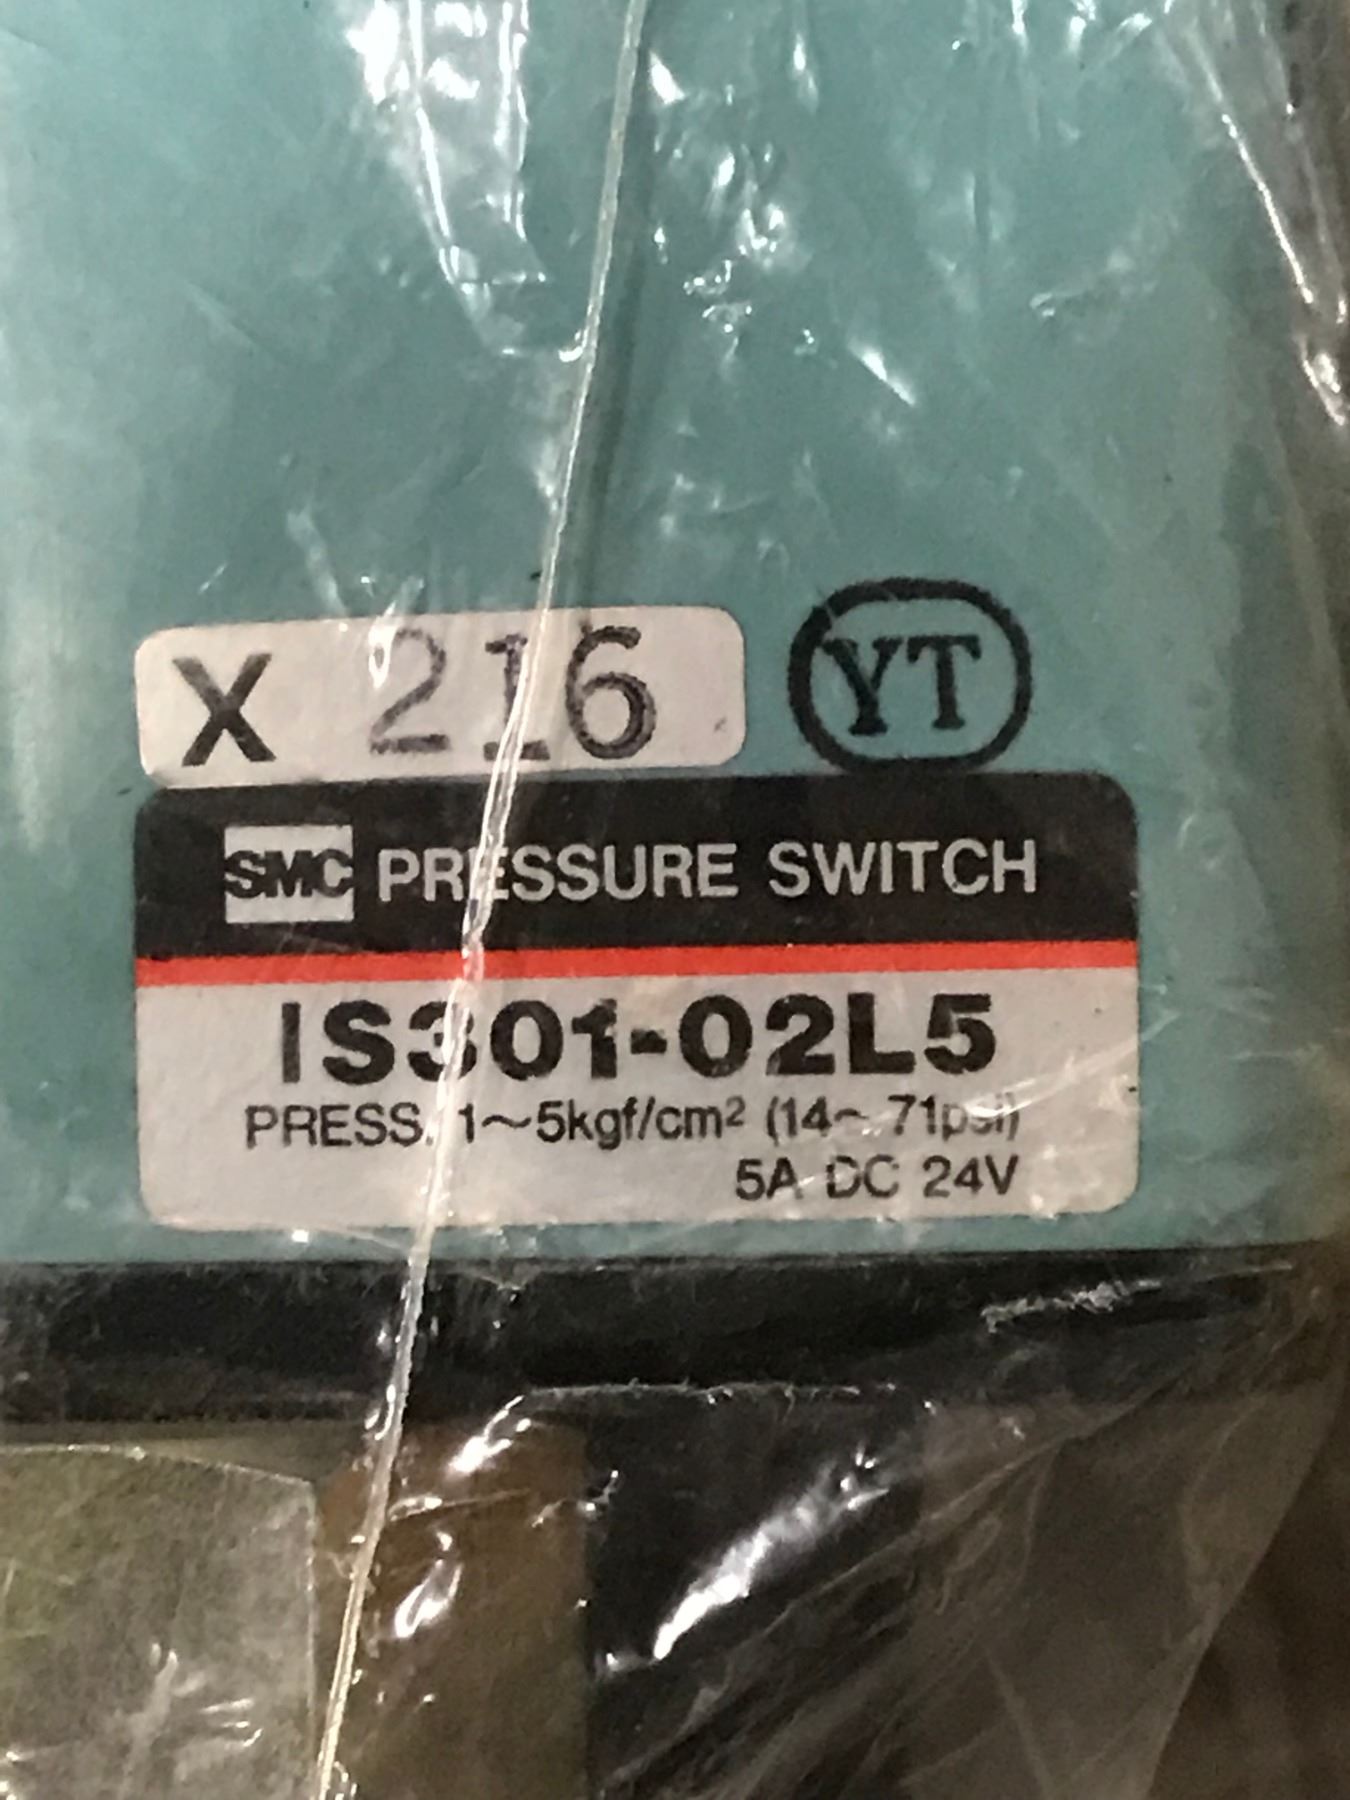 X 216
YT
SMC PRESSURE SWITCH
IS301-02L5
PRESS. 1~5kgf/cm² (14~71psi)
5A DC 24V